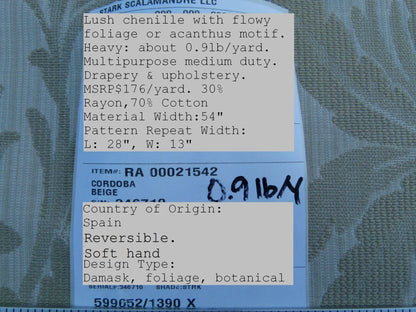 STARK SCALAMANDRE LLC
Lush chenille with flowy
foliage or acanthus motif.
Heavy: about 0.9lb/yard.
Multipurpose medium duty.
Drapery & upholstery.
MSRP$176/yard. 30%
Rayon,70% Cotton
Material Width:54"
Pattern Repeat Width:
L: 28", W: 13"
ITEM#: RA 00021542
CORDOBA
BEIGE
0.9 lb/y
Country of Origin:
Spain
Reversible.
Soft hand
Design Type:
Damask, foliage, botanical
599652/1390 X